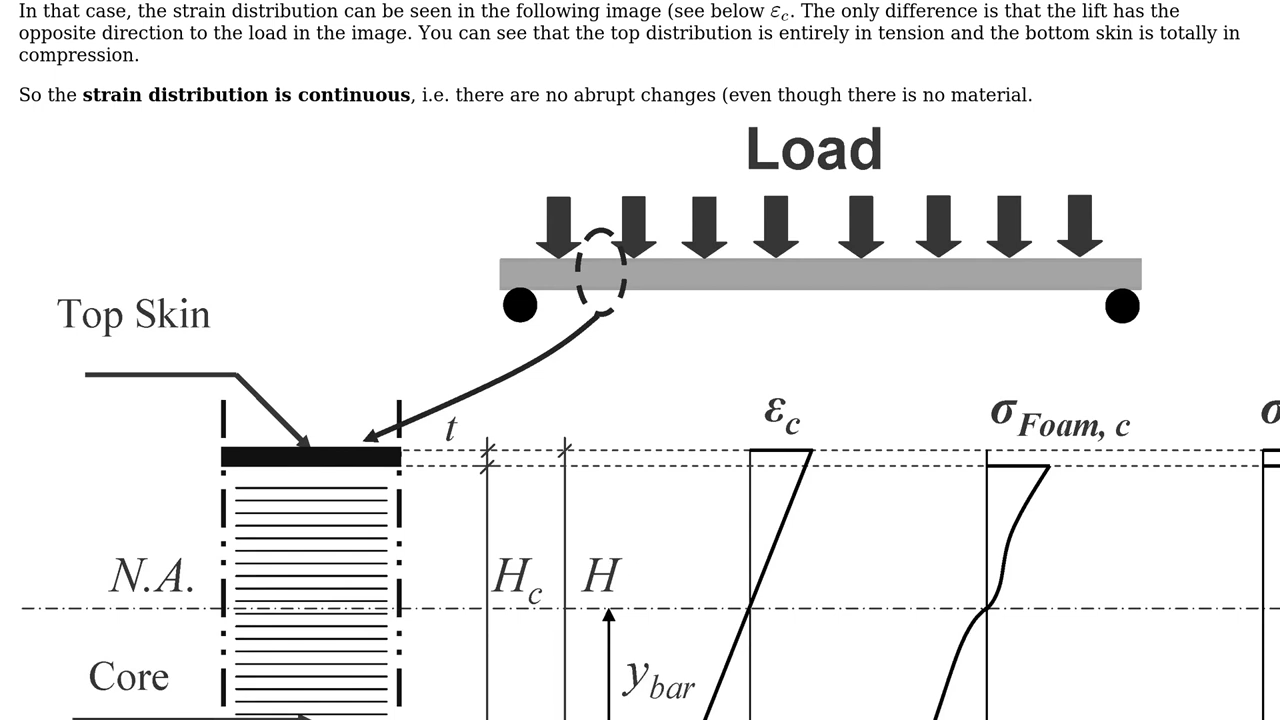 In that case, the strain distribution can be seen in the following image (see below εc. The only difference is that the lift has the
opposite direction to the load in the image. You can see that the top distribution is entirely in tension and the bottom skin is totally in
compression.
So the strain distribution is continuous, i.e. there are no abrupt changes (even though there is no material.
Load
Top Skin
t
εc
σFoam, c
σ
N.A.
Hc
H
Core
ybar